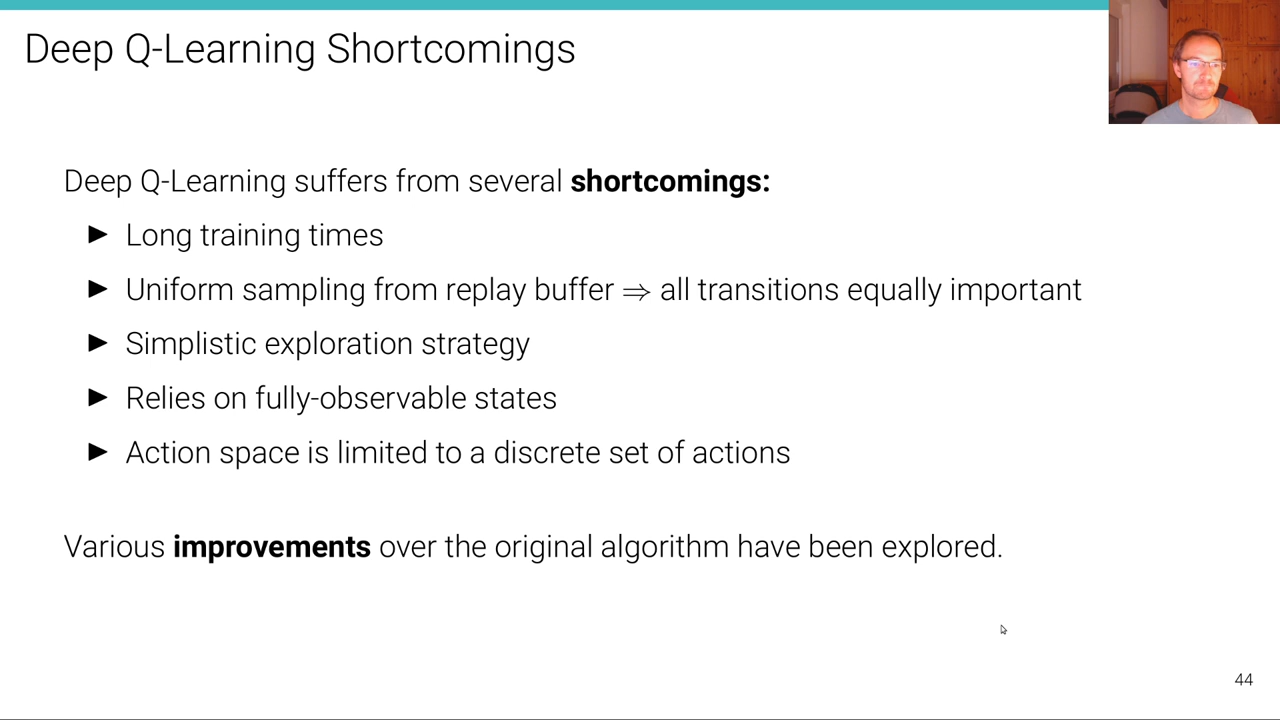 Deep Q-Learning Shortcomings
Deep Q-Learning suffers from several shortcomings:
▶ Long training times
▶ Uniform sampling from replay buffer ⇒ all transitions equally important
▶ Simplistic exploration strategy
▶ Relies on fully-observable states
▶ Action space is limited to a discrete set of actions
Various improvements over the original algorithm have been explored.
44